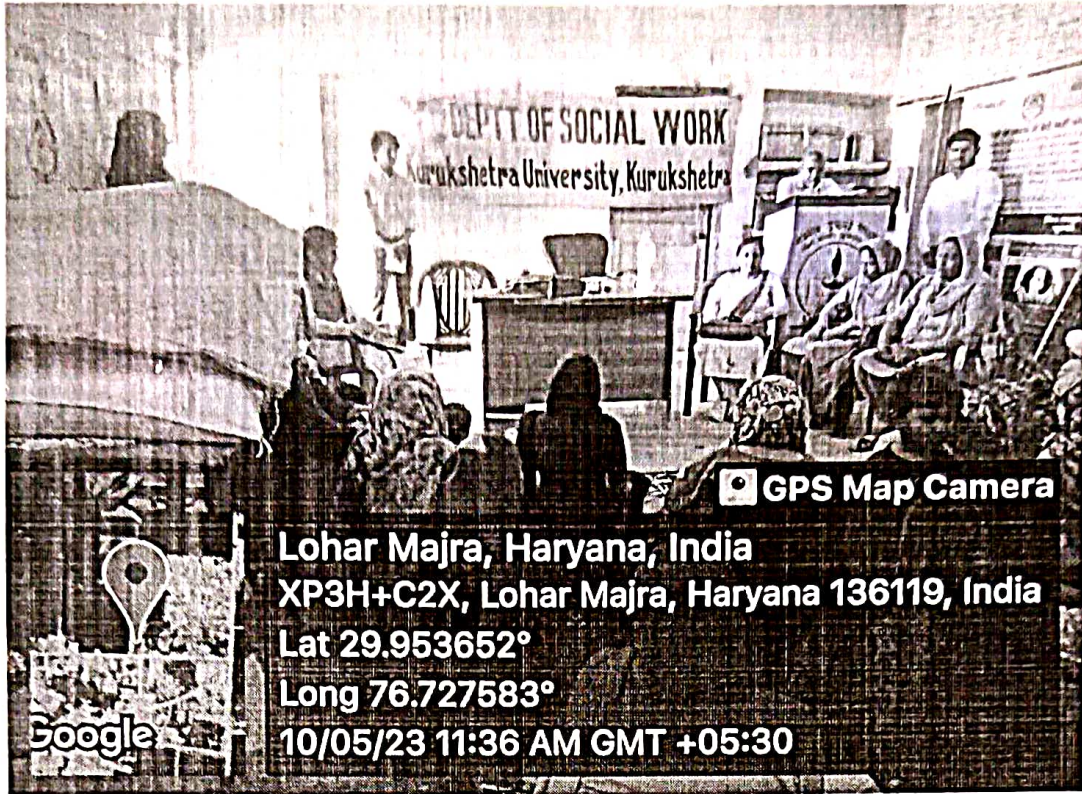 DEPTT OF SOCIAL WORK
Kurukshetra University, Kurukshetra
GPS Map Camera
Lohar Majra, Haryana, India
XP3H+C2X, Lohar Majra, Haryana 136119, India
Lat 29.953652°
Long 76.727583°
10/05/23 11:36 AM GMT +05:30
Google